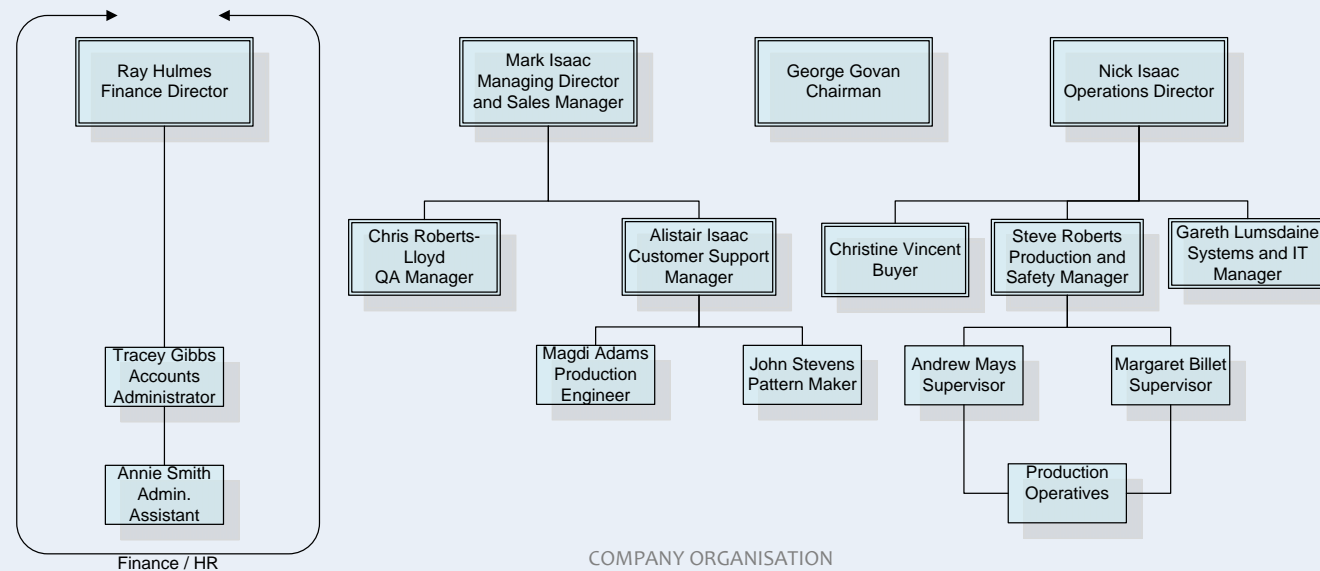 Ray Hulmes
Finance Director
Mark Isaac
Managing Director
and Sales Manager
George Govan
Chairman
Nick Isaac
Operations Director
Chris Roberts-
Lloyd
QA Manager
Alistair Isaac
Customer Support
Manager
Christine Vincent
Buyer
Steve Roberts
Production and
Safety Manager
Gareth Lumsdaine
Systems and IT
Manager
Tracey Gibbs
Accounts
Administrator
Magdi Adams
Production
Engineer
John Stevens
Pattern Maker
Andrew Mays
Supervisor
Margaret Billet
Supervisor
Annie Smith
Admin.
Assistant
Production
Operatives
Finance / HR
COMPANY ORGANISATION